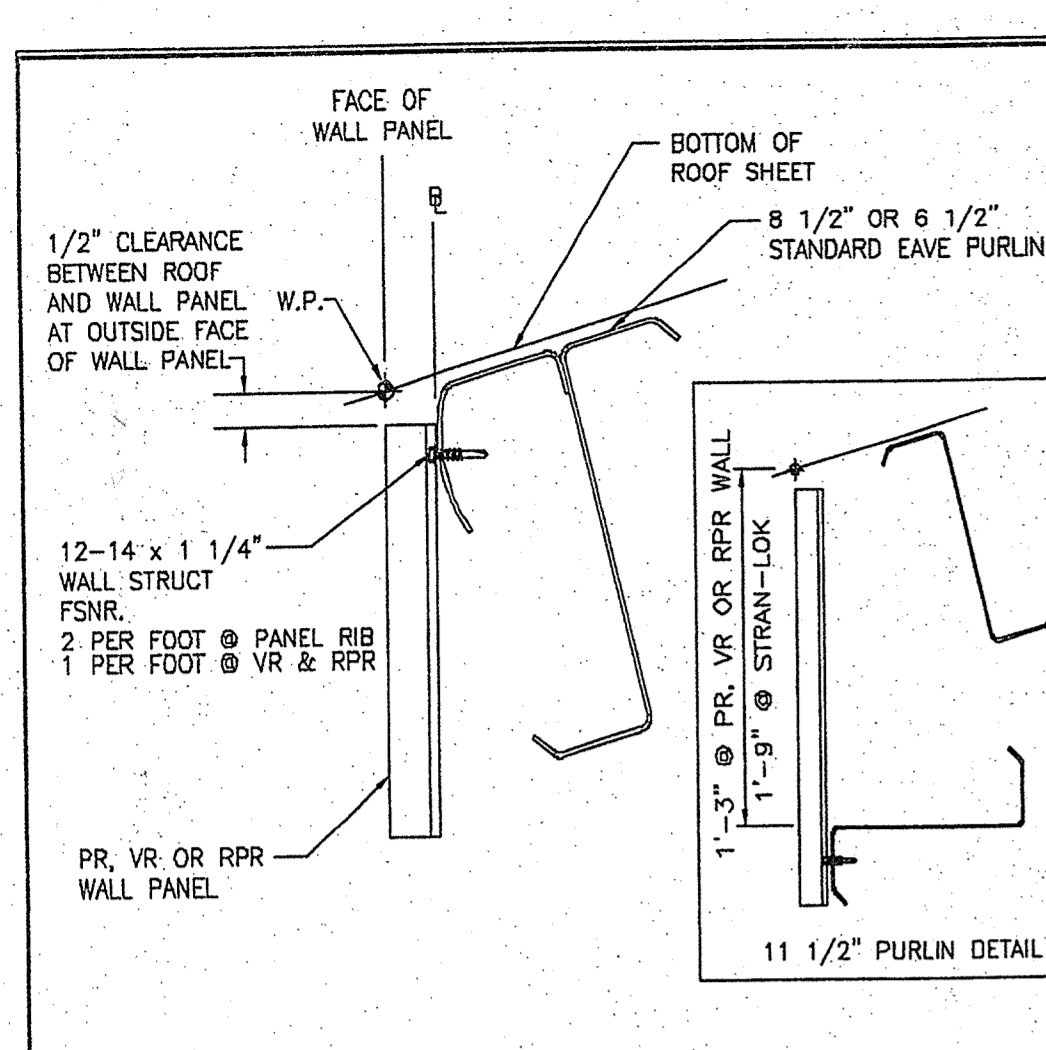 FACE OF
WALL PANEL
BOTTOM OF
ROOF SHEET
8 1/2" OR 6 1/2"
STANDARD EAVE PURLIN
1/2" CLEARANCE
BETWEEN ROOF
AND WALL PANEL
AT OUTSIDE FACE
OF WALL PANEL
W.P.
12-14 x 1 1/4"
WALL STRUCT
FSNR.
2 PER FOOT @ PANEL RIB
1 PER FOOT @ VR & RPR
PR, VR OR RPR
WALL PANEL
1'-3" @ PR, VR OR RPR WALL
1'-9" @ STRAN-LOK
11 1/2" PURLIN DETAIL